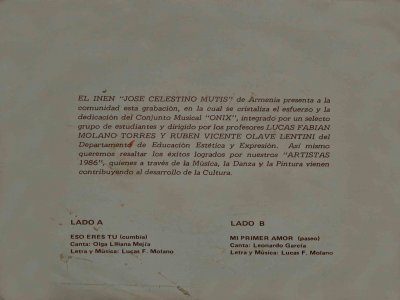 EL INEN "JOSE CELESTINO MUTIS" de Armenia presenta a la
comunidad esta grabación, en la cual se cristaliza el esfuerzo y la
dedicación del Conjunto Musical "ONIX", integrado por un selecto
grupo de estudiantes y dirigido por los profesores LUCAS FABIAN
MOLANO TORRES Y RUBEN VICENTE OLAVE LENTINI del
Departamento de Educación Estética y Expresión. Así mismo
queremos resaltar los éxitos logrados por nuestros "ARTISTAS
1986", quienes a través de la Música, la Danza y la Pintura vienen
contribuyendo al desarrollo de la Cultura.
LADO A
ESO ERES TU (cumbia)
Canta: Olga Liliana Mejía
Letra y Música: Lucas F. Molano
LADO B
MI PRIMER AMOR (paseo)
Canta: Leonardo García
Letra y Música: Lucas F. Molano